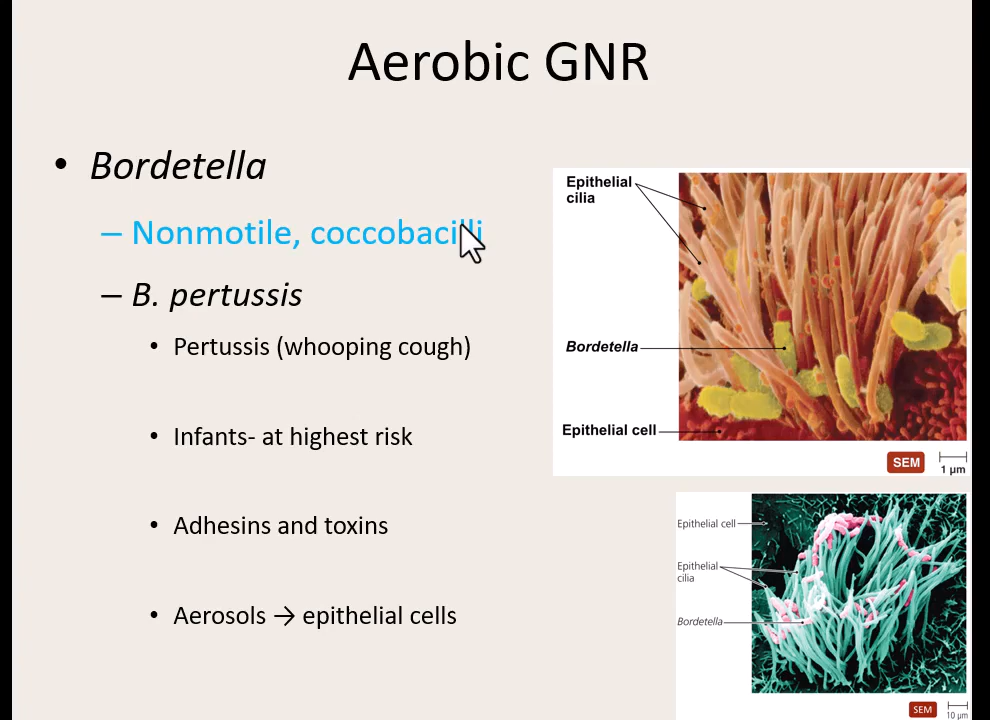 Aerobic GNR
• Bordetella
– Nonmotile, coccobacilli
– B. pertussis
• Pertussis (whooping cough)
• Infants- at highest risk
• Adhesins and toxins
• Aerosols → epithelial cells
Epithelial
cilia
Bordetella
Epithelial cell
SEM
1 µm
Epithelial cell
Epithelial
cilia
Bordetella
SEM
10 µm